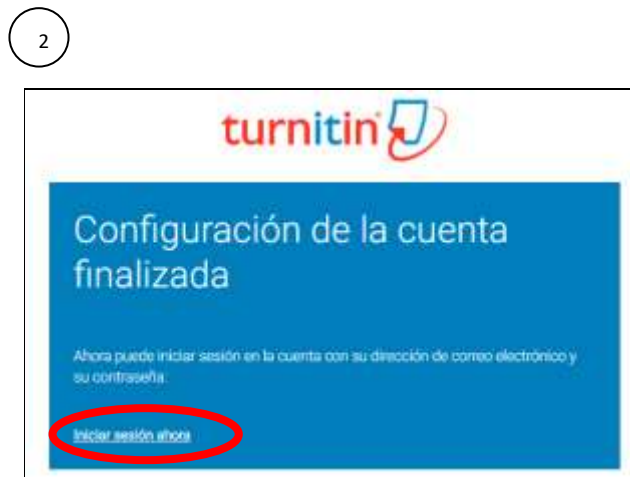 2
turnitin
Configuración de la cuenta
finalizada
Ahora puede iniciar sesión en la cuenta con su dirección de correo electrónico y
su contraseña.
Iniciar sesión ahora